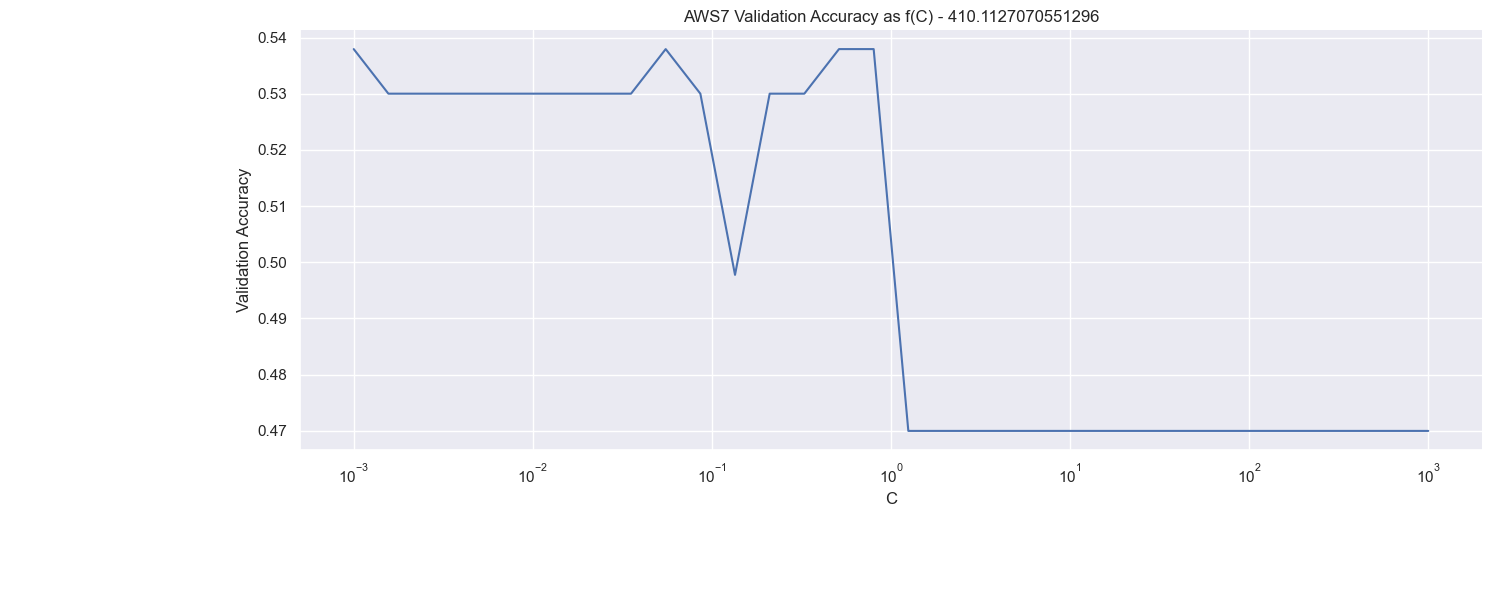 AWS7 Validation Accuracy as f(C) - 410.1127070551296
0.54
0.53
0.52
0.51
0.50
0.49
0.48
0.47
Validation Accuracy
10⁻³ 10⁻² 10⁻¹ 10⁰ 10¹ 10² 10³
C